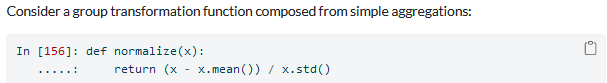 Consider a group transformation function composed from simple aggregations:
In [156]: def normalize(x):
.....:     return (x - x.mean()) / x.std()